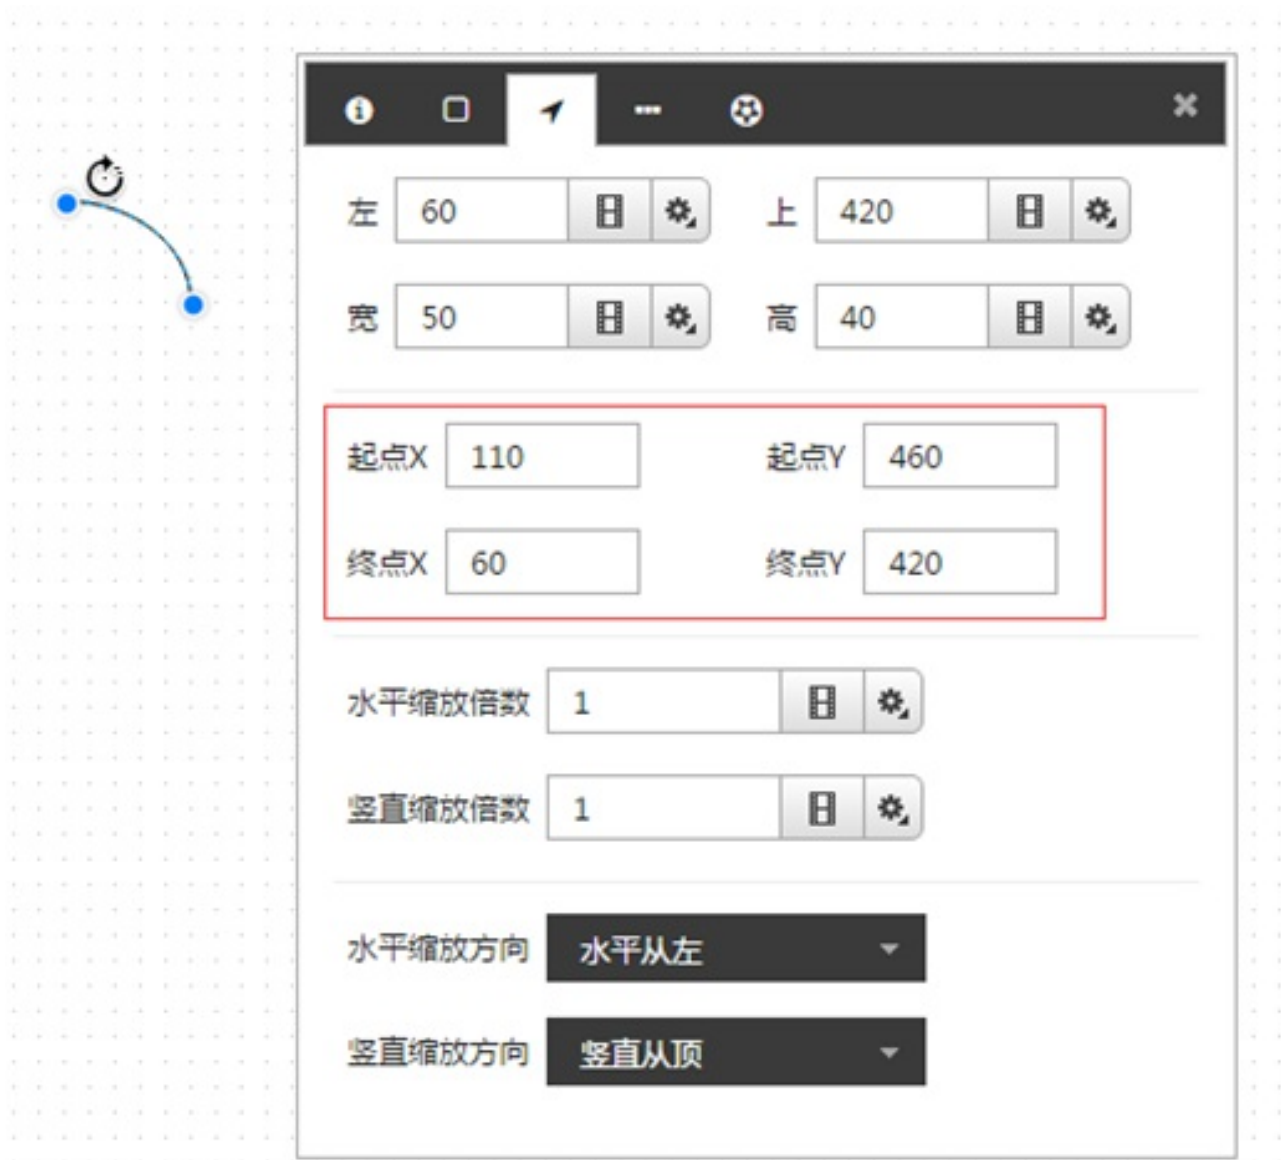 左 60 上 420
宽 50 高 40
起点X 110 起点Y 460
终点X 60 终点Y 420
水平缩放倍数 1
竖直缩放倍数 1
水平缩放方向 水平从左
竖直缩放方向 竖直从顶